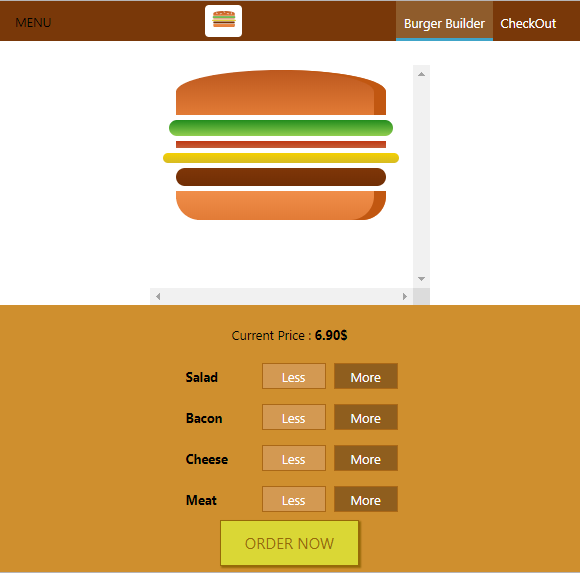 MENU
Burger Builder
CheckOut
Current Price : 6.90$
Salad Less More
Bacon Less More
Cheese Less More
Meat Less More
ORDER NOW